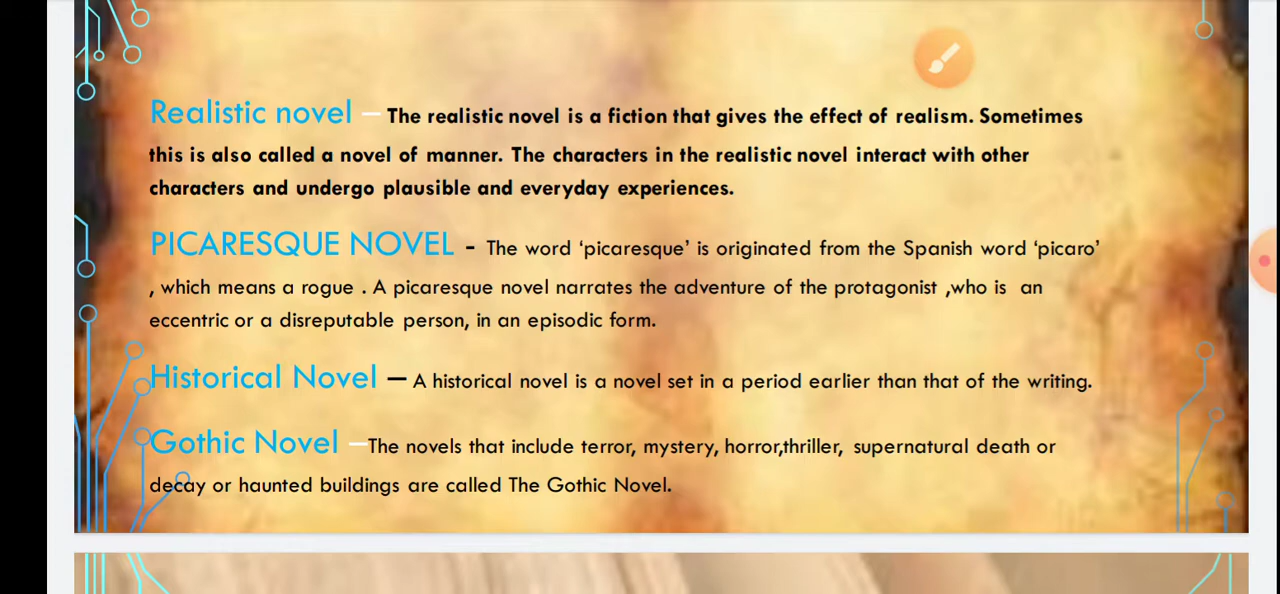 Realistic novel – The realistic novel is a fiction that gives the effect of realism. Sometimes
this is also called a novel of manner. The characters in the realistic novel interact with other
characters and undergo plausible and everyday experiences.
PICARESQUE NOVEL - The word ‘picaresque’ is originated from the Spanish word ‘picaro’
, which means a rogue . A picaresque novel narrates the adventure of the protagonist ,who is an
eccentric or a disreputable person, in an episodic form.
Historical Novel – A historical novel is a novel set in a period earlier than that of the writing.
Gothic Novel –The novels that include terror, mystery, horror,thriller, supernatural death or
decay or haunted buildings are called The Gothic Novel.